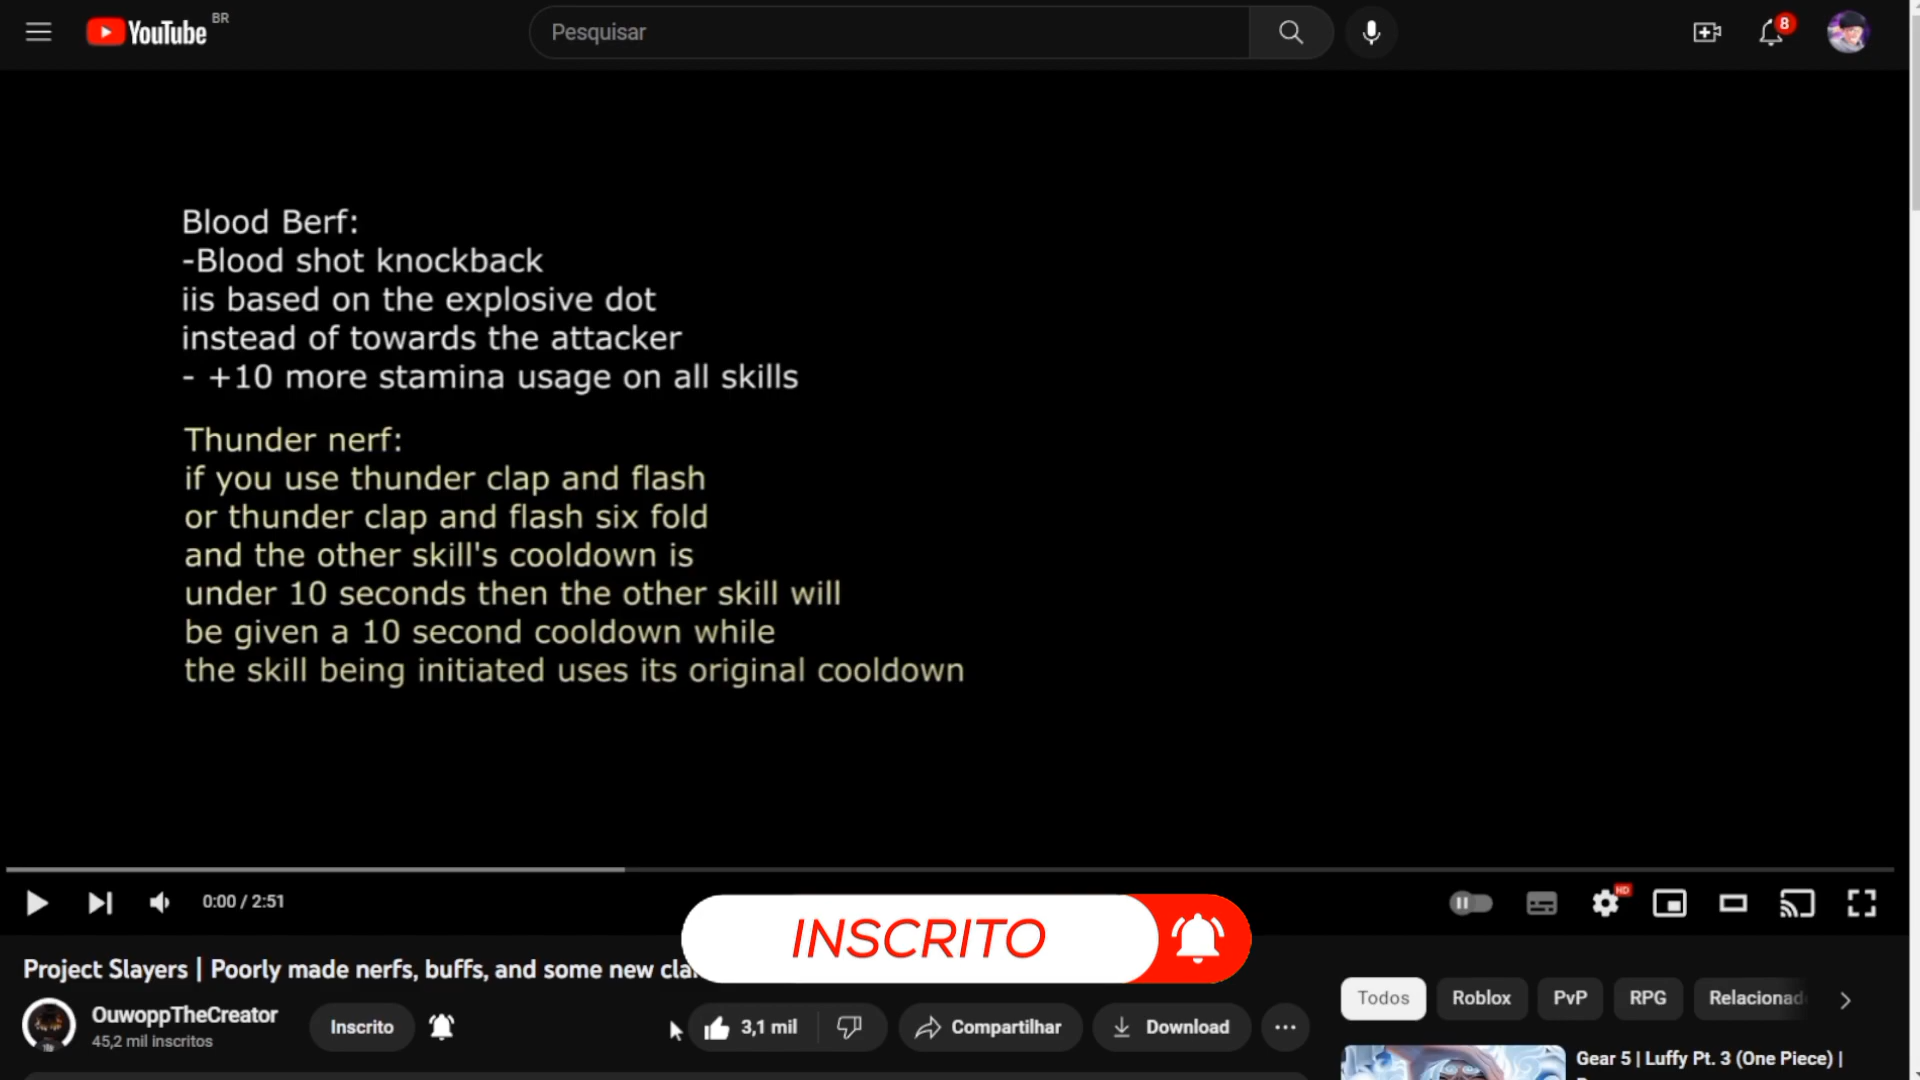 YouTube BR
Pesquisar
8
Blood Berf:
-Blood shot knockback
iis based on the explosive dot
instead of towards the attacker
- +10 more stamina usage on all skills
Thunder nerf:
if you use thunder clap and flash
or thunder clap and flash six fold
and the other skill's cooldown is
under 10 seconds then the other skill will
be given a 10 second cooldown while
the skill being initiated uses its original cooldown
0:00 / 2:51
HD
INSCRITO
Project Slayers | Poorly made nerfs, buffs, and some new cla
OuwoppTheCreator
45,2 mil inscritos
Inscrito
3,1 mil
Compartilhar
Download
Todos
Roblox
PvP
RPG
Relacionad
Gear 5 | Luffy Pt. 3 (One Piece) |